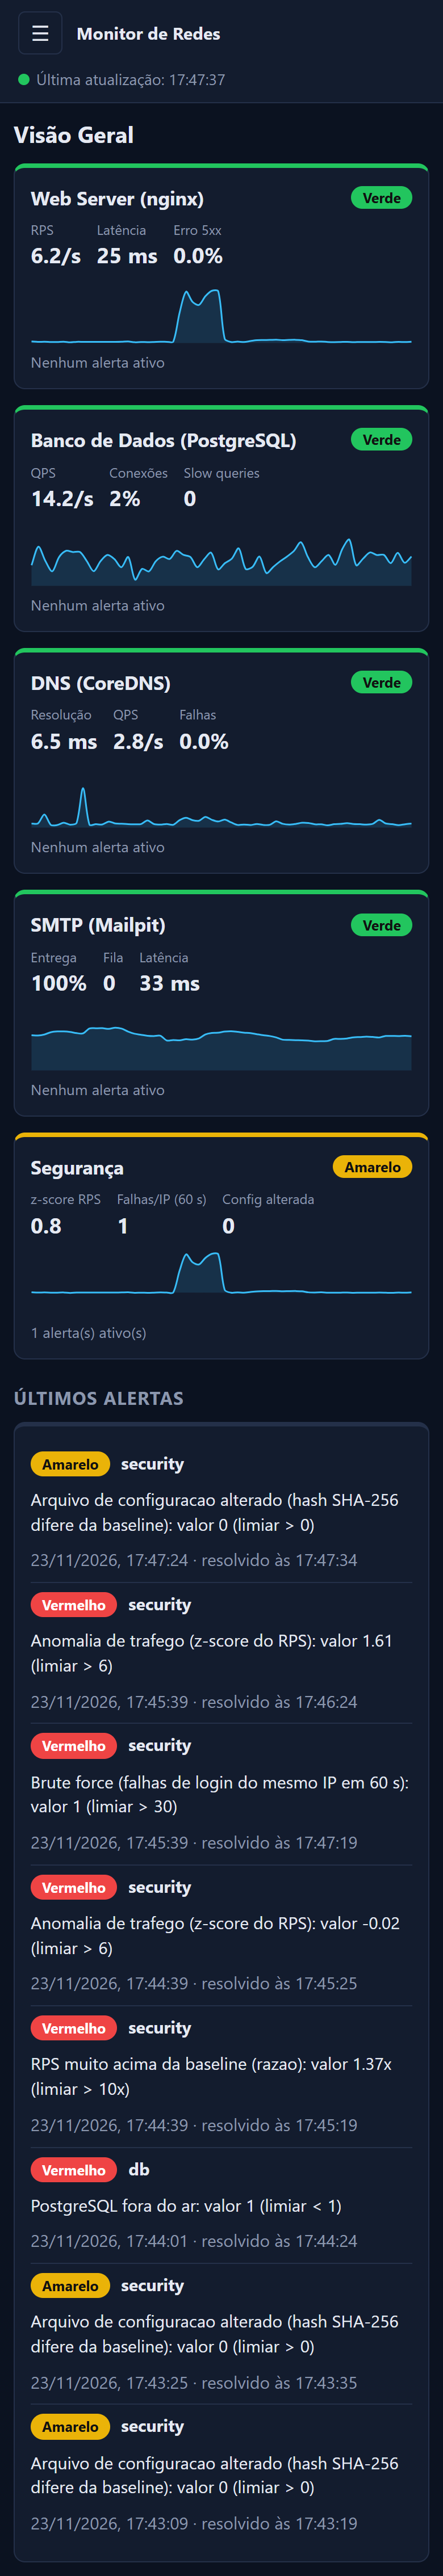 ☰ Monitor de Redes
Última atualização: 17:47:37
Visão Geral
Web Server (nginx) Verde
RPS Latência Erro 5xx
6.2/s 25 ms 0.0%
Nenhum alerta ativo
Banco de Dados (PostgreSQL) Verde
QPS Conexões Slow queries
14.2/s 2% 0
Nenhum alerta ativo
DNS (CoreDNS) Verde
Resolução QPS Falhas
6.5 ms 2.8/s 0.0%
Nenhum alerta ativo
SMTP (Mailpit) Verde
Entrega Fila Latência
100% 0 33 ms
Nenhum alerta ativo
Segurança Amarelo
z-score RPS Falhas/IP (60 s) Config alterada
0.8 1 0
1 alerta(s) ativo(s)
ÚLTIMOS ALERTAS
Amarelo security
Arquivo de configuracao alterado (hash SHA-256
difere da baseline): valor 0 (limiar > 0)
23/11/2026, 17:47:24 · resolvido às 17:47:34
Vermelho security
Anomalia de trafego (z-score do RPS): valor 1.61
(limiar > 6)
23/11/2026, 17:45:39 · resolvido às 17:46:24
Vermelho security
Brute force (falhas de login do mesmo IP em 60 s):
valor 1 (limiar > 30)
23/11/2026, 17:45:39 · resolvido às 17:47:19
Vermelho security
Anomalia de trafego (z-score do RPS): valor -0.02
(limiar > 6)
23/11/2026, 17:44:39 · resolvido às 17:45:25
Vermelho security
RPS muito acima da baseline (razao): valor 1.37x
(limiar > 10x)
23/11/2026, 17:44:39 · resolvido às 17:45:19
Vermelho db
PostgreSQL fora do ar: valor 1 (limiar < 1)
23/11/2026, 17:44:01 · resolvido às 17:44:24
Amarelo security
Arquivo de configuracao alterado (hash SHA-256
difere da baseline): valor 0 (limiar > 0)
23/11/2026, 17:43:25 · resolvido às 17:43:35
Amarelo security
Arquivo de configuracao alterado (hash SHA-256
difere da baseline): valor 0 (limiar > 0)
23/11/2026, 17:43:09 · resolvido às 17:43:19